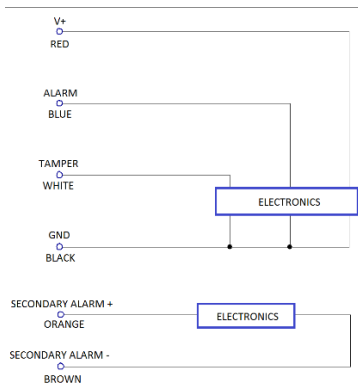 V+
RED
ALARM
BLUE
TAMPER
WHITE
ELECTRONICS
GND
BLACK
SECONDARY ALARM +
ELECTRONICS
ORANGE
SECONDARY ALARM -
BROWN